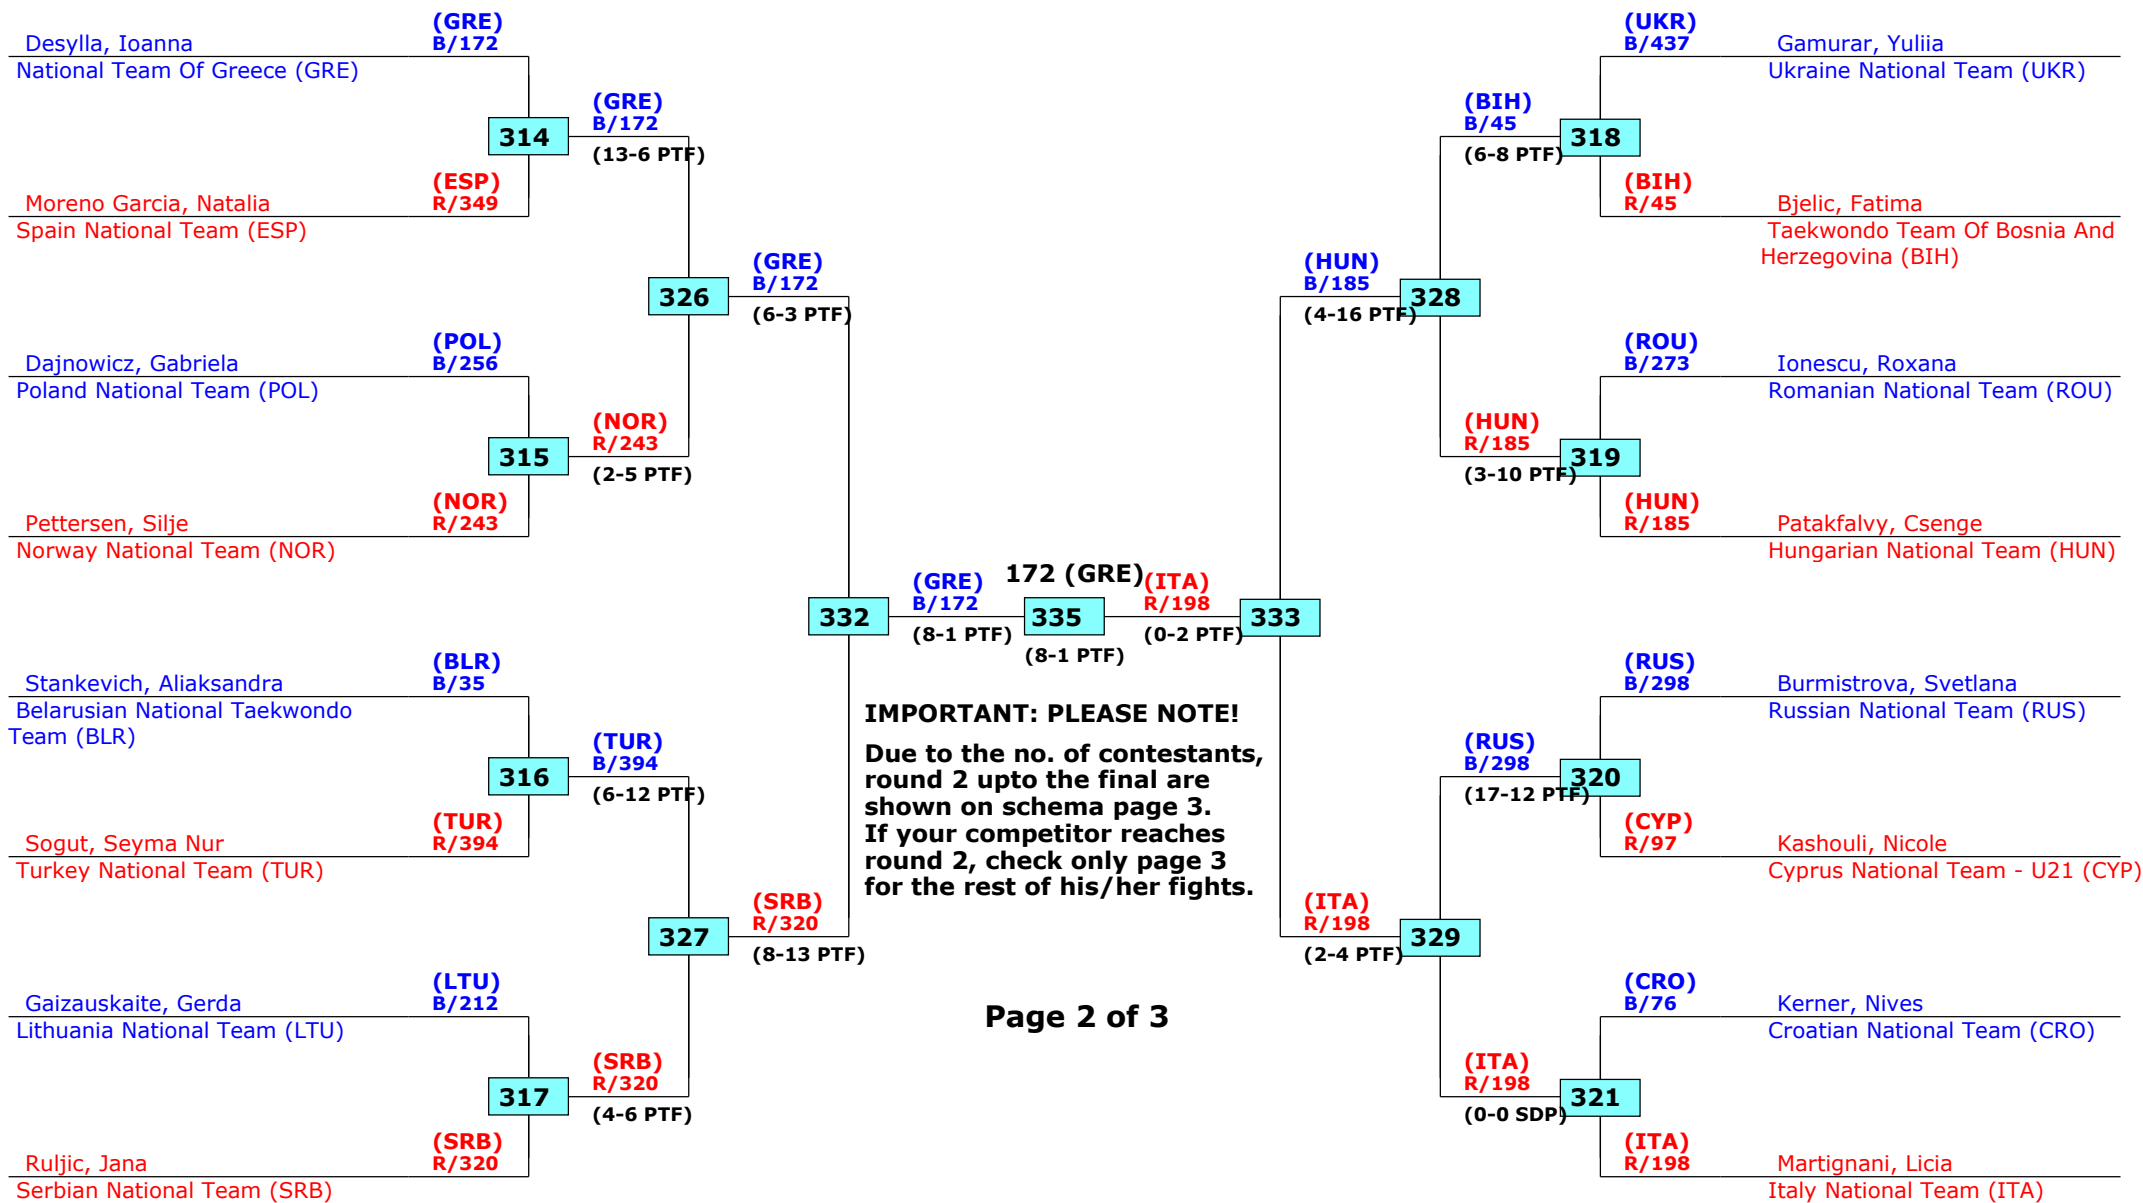 (GRE)
B/172
Desylla, Ioanna
National Team Of Greece (GRE)
314
(GRE)
B/172
(13-6 PTF)
(ESP)
R/349
Moreno Garcia, Natalia
Spain National Team (ESP)
326
(GRE)
B/172
(6-3 PTF)
(POL)
B/256
Dajnowicz, Gabriela
Poland National Team (POL)
315
(NOR)
R/243
(2-5 PTF)
(NOR)
R/243
Pettersen, Silje
Norway National Team (NOR)
332
(GRE)
B/172
(8-1 PTF)
172 (GRE)
335
(8-1 PTF)
(ITA)
R/198
(0-2 PTF)
333
(BLR)
B/35
Stankevich, Aliaksandra
Belarusian National Taekwondo
Team (BLR)
316
(TUR)
B/394
(6-12 PTF)
(TUR)
R/394
Sogut, Seyma Nur
Turkey National Team (TUR)
327
(SRB)
R/320
(8-13 PTF)
(LTU)
B/212
Gaizauskaite, Gerda
Lithuania National Team (LTU)
317
(SRB)
R/320
(4-6 PTF)
(SRB)
R/320
Ruljic, Jana
Serbian National Team (SRB)
IMPORTANT: PLEASE NOTE!
Due to the no. of contestants,
round 2 upto the final are
shown on schema page 3.
If your competitor reaches
round 2, check only page 3
for the rest of his/her fights.
Page 2 of 3
(UKR)
B/437
Gamurar, Yuliia
Ukraine National Team (UKR)
(BIH)
B/45
(6-8 PTF)
318
(BIH)
R/45
Bjelic, Fatima
Taekwondo Team Of Bosnia And
Herzegovina (BIH)
(HUN)
B/185
(4-16 PTF)
328
(ROU)
B/273
Ionescu, Roxana
Romanian National Team (ROU)
(HUN)
R/185
(3-10 PTF)
319
(HUN)
R/185
Patakfalvy, Csenge
Hungarian National Team (HUN)
(RUS)
B/298
Burmistrova, Svetlana
Russian National Team (RUS)
(RUS)
B/298
(17-12 PTF)
320
(CYP)
R/97
Kashouli, Nicole
Cyprus National Team - U21 (CYP)
(ITA)
R/198
(2-4 PTF)
329
(CRO)
B/76
Kerner, Nives
Croatian National Team (CRO)
(ITA)
R/198
(0-0 SDP)
321
(ITA)
R/198
Martignani, Licia
Italy National Team (ITA)